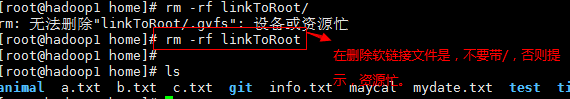 [root@hadoop1 home]# rm -rf linkToRoot/
rm: 无法删除"linkToRoot/.gvfs": 设备或资源忙
[root@hadoop1 home]# rm -rf linkToRoot
[root@hadoop1 home]#
在删除软链接文件是,不要带/,否则提
[root@hadoop1 home]# ls
示,资源忙。
animal a.txt b.txt c.txt git info.txt maycal mydate.txt test ti